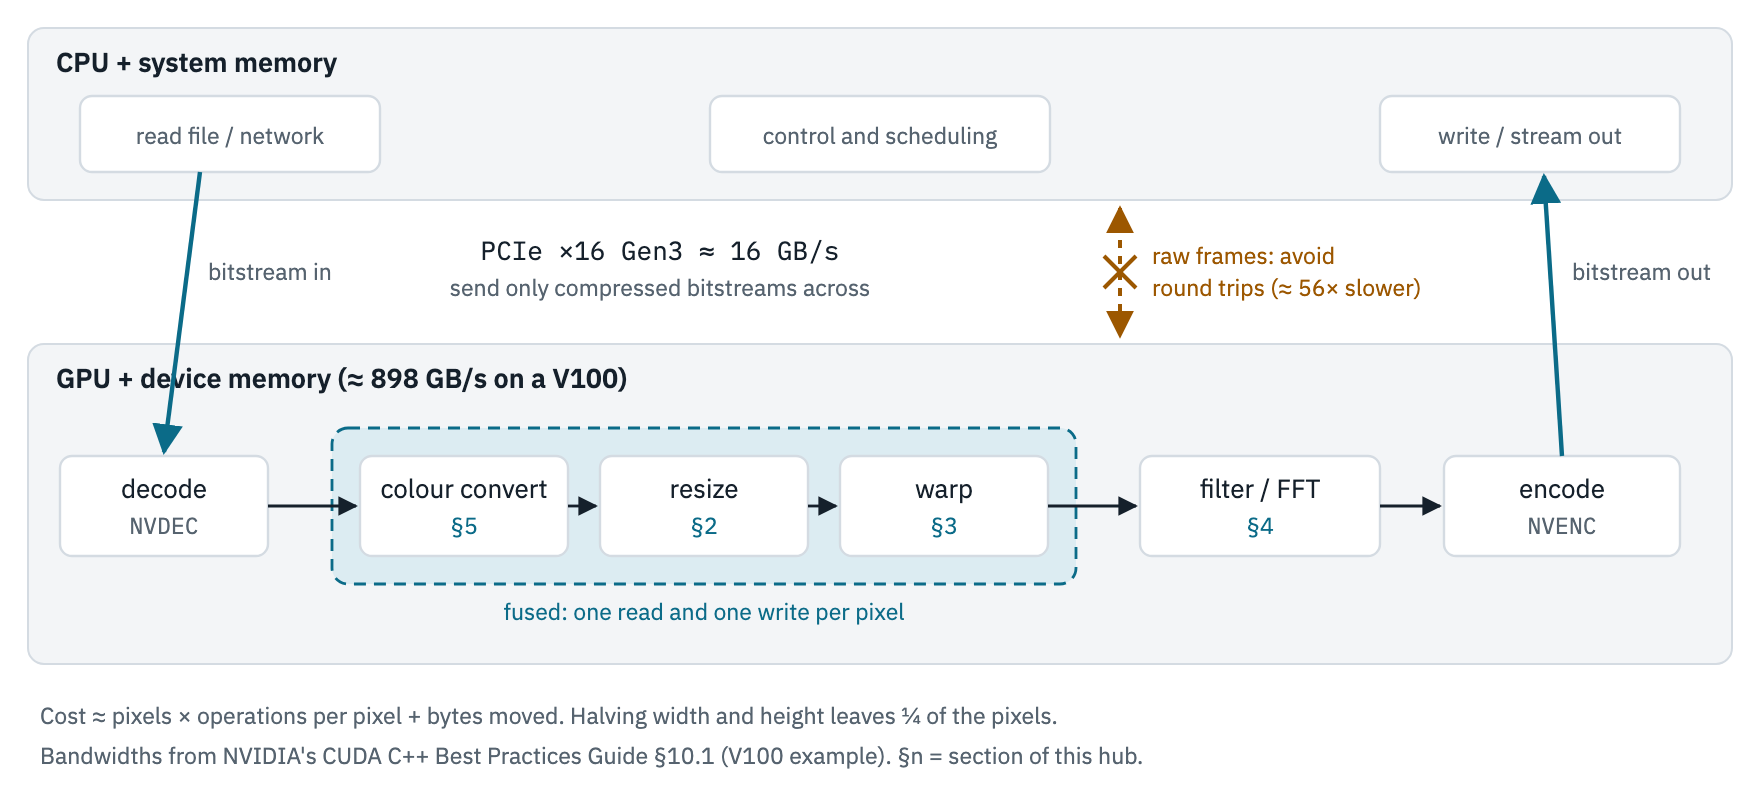 CPU + system memory
read file / network
control and scheduling
write / stream out
bitstream in
PCIe ×16 Gen3 ≈ 16 GB/s
send only compressed bitstreams across
raw frames: avoid
round trips (≈ 56× slower)
bitstream out
GPU + device memory (≈ 898 GB/s on a V100)
decode
NVDEC
colour convert
§5
resize
§2
warp
§3
filter / FFT
§4
encode
NVENC
fused: one read and one write per pixel
Cost ≈ pixels × operations per pixel + bytes moved. Halving width and height leaves ¼ of the pixels.
Bandwidths from NVIDIA's CUDA C++ Best Practices Guide §10.1 (V100 example). §n = section of this hub.